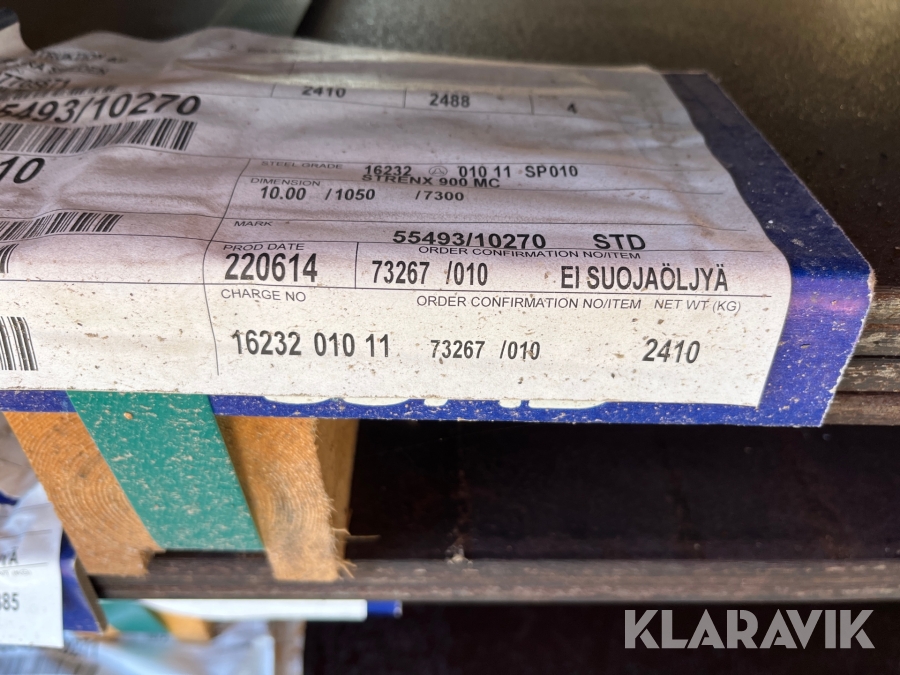 55493/10270
2410 2488 4
10
STEEL GRADE 16232 010 11 SP010
STRENX 900 MC
DIMENSION
10.00 /1050 /7300
MARK
55493/10270 STD
PROD DATE ORDER CONFIRMATION NO/ITEM
220614 73267 /010 EI SUOJAÖLJYÄ
CHARGE NO ORDER CONFIRMATION NO/ITEM NET WT (KG)
16232 010 11 73267 /010 2410
KLARAVIK